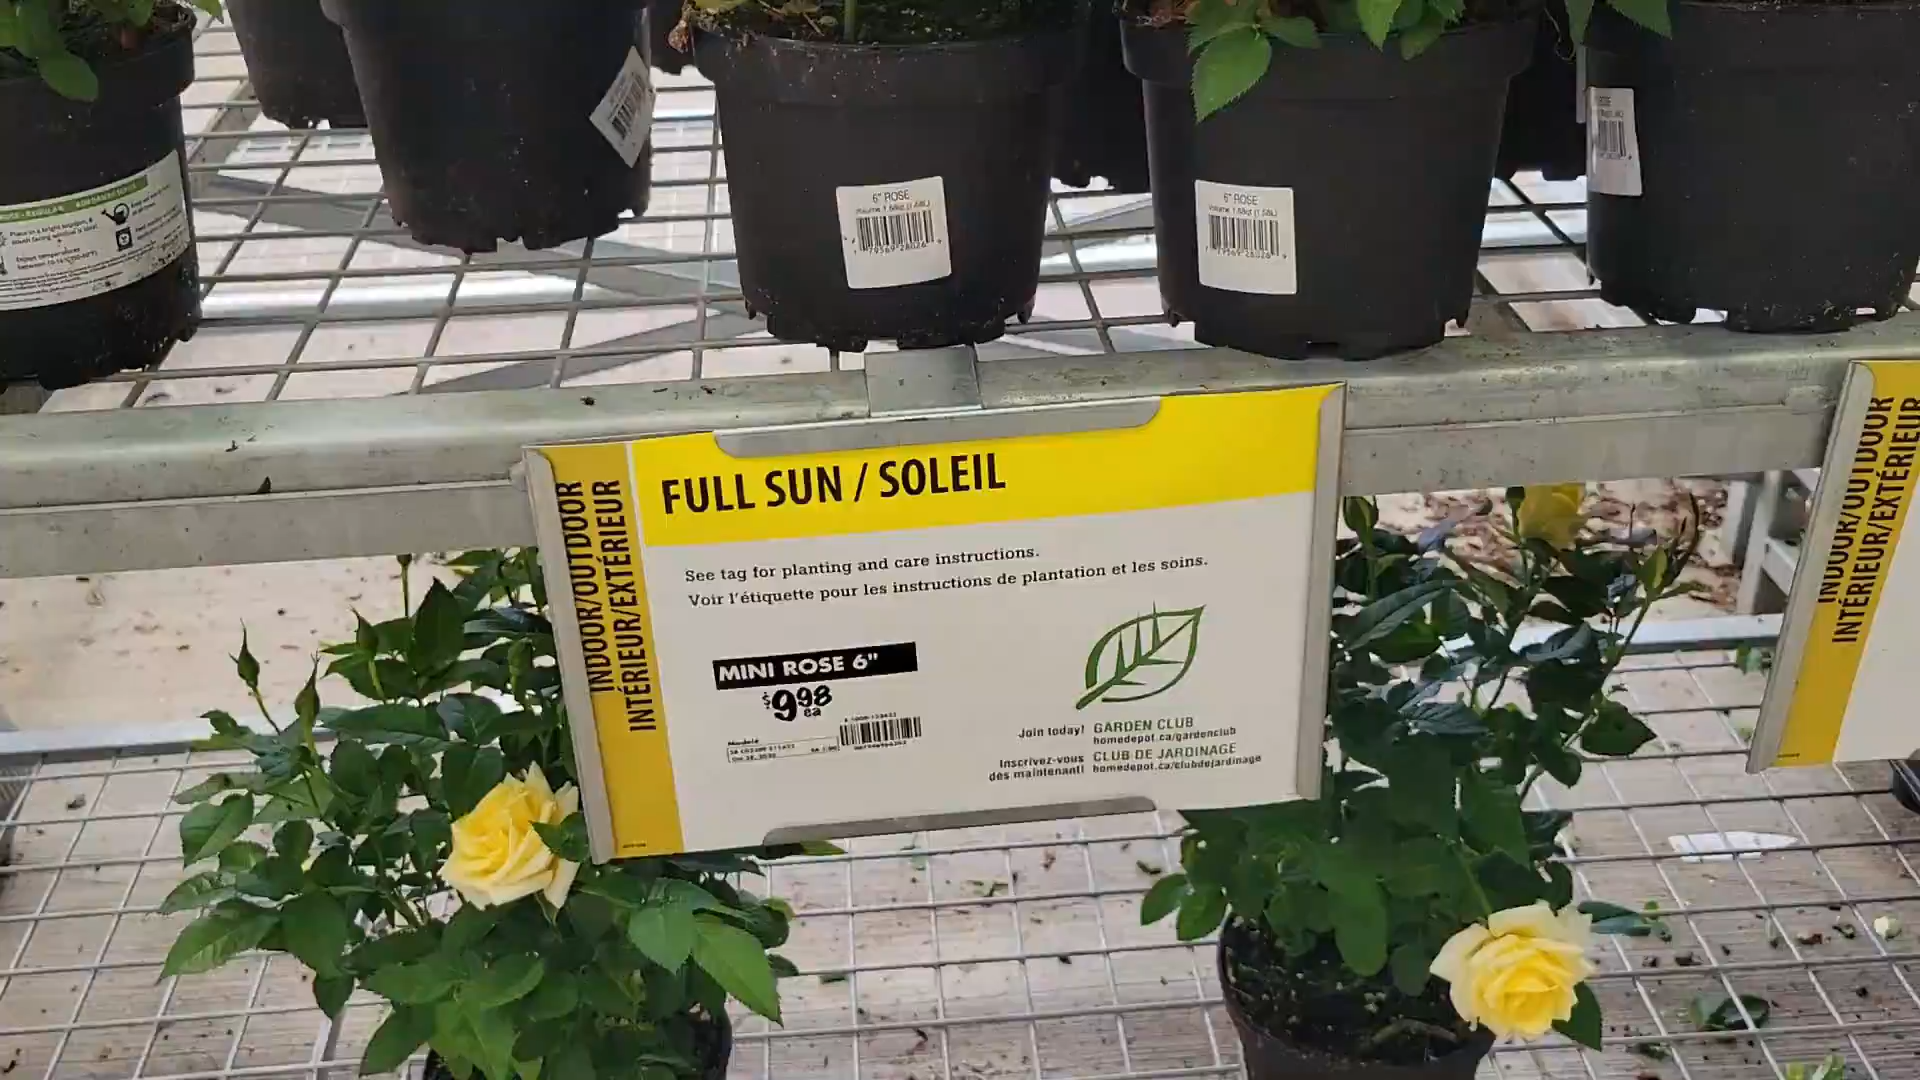 6" ROSE
6" ROSE
FULL SUN / SOLEIL
INDOOR/OUTDOOR
INTÉRIEUR/EXTÉRIEUR
See tag for planting and care instructions.
Voir l'étiquette pour les instructions de plantation et les soins.
MINI ROSE 6"
$9.98
ea
Join today! GARDEN CLUB
homedepot.ca/gardenclub
Inscrivez-vous CLUB DE JARDINAGE
dès maintenant! homedepot.ca/clubdejardinage
INDOOR/OUTDOOR
INTÉRIEUR/EXTÉRIEUR